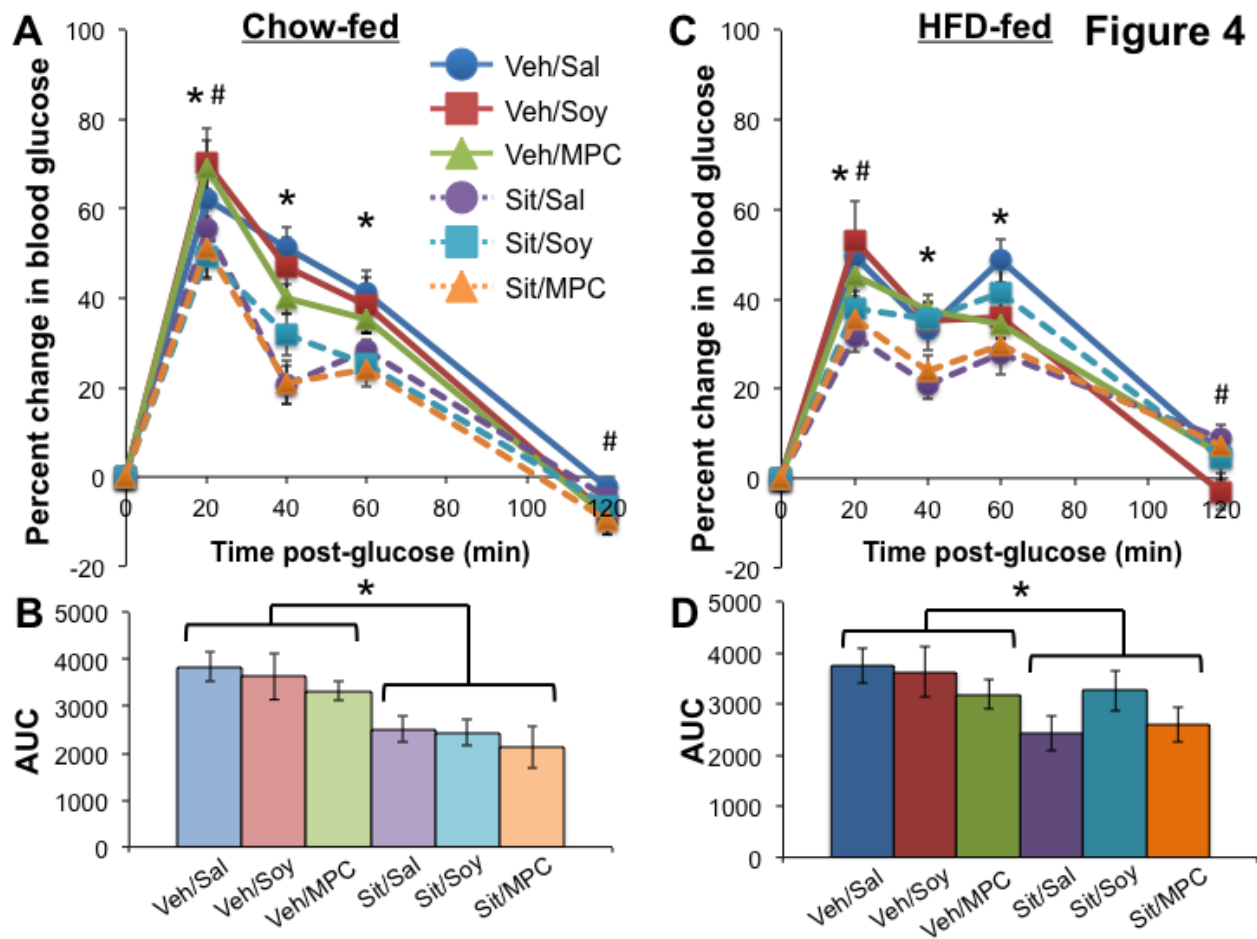 A
Chow-fed
C
HFD-fed
Figure 4
Percent change in blood glucose
100
80
60
40
20
0
-20
* #
*
*
#
Veh/Sal
Veh/Soy
Veh/MPC
Sit/Sal
Sit/Soy
Sit/MPC
0 20 40 60 80 100 120
Time post-glucose (min)
Percent change in blood glucose
100
80
60
40
20
0
-20
* #
*
*
#
0 20 40 60 80 100 120
Time post-glucose (min)
B
AUC
5000
4000
3000
2000
1000
0
*
Veh/Sal
Veh/Soy
Veh/MPC
Sit/Sal
Sit/Soy
Sit/MPC
D
AUC
5000
4000
3000
2000
1000
0
*
Veh/Sal
Veh/Soy
Veh/MPC
Sit/Sal
Sit/Soy
Sit/MPC